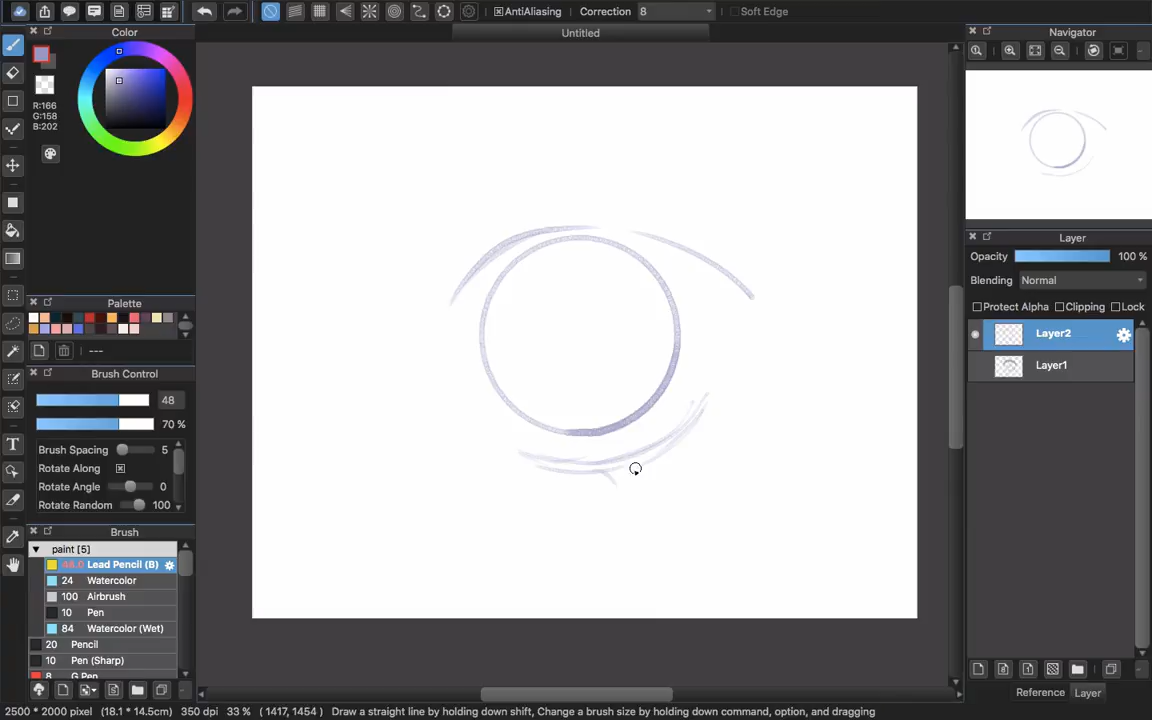 AntiAliasing Correction 8 Soft Edge
Untitled
Color
R:166
G:158
B:202
Palette
---
Brush Control
48
70 %
Brush Spacing 5
Rotate Along
Rotate Angle 0
Rotate Random 100
Brush
paint [5]
48.0 Lead Pencil (B)
24 Watercolor
100 Airbrush
10 Pen
84 Watercolor (Wet)
20 Pencil
10 Pen (Sharp)
8 G Pen
T
Navigator
Layer
Opacity 100 %
Blending Normal
Protect Alpha Clipping Lock
Layer2
Layer1
Reference Layer
2500 * 2000 pixel (18.1 * 14.5cm) 350 dpi 33 % ( 1417, 1454 ) Draw a straight line by holding down shift, Change a brush size by holding down command, option, and dragging